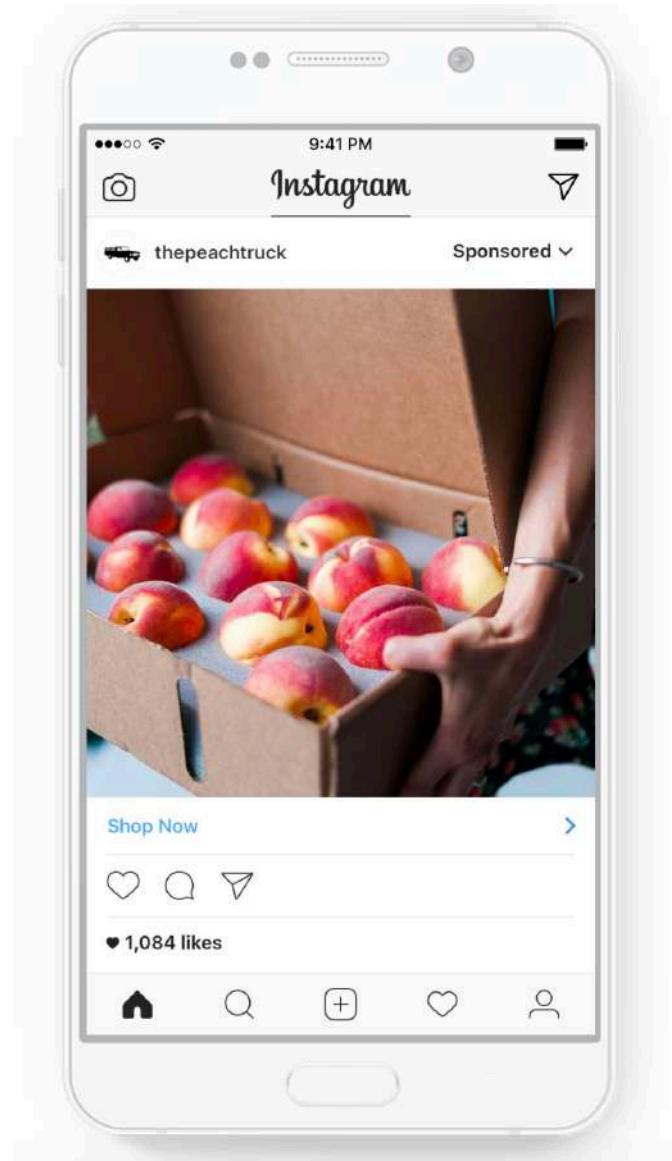 9:41 PM
Instagram
thepeachtruck
Sponsored
Shop Now
1,084 likes